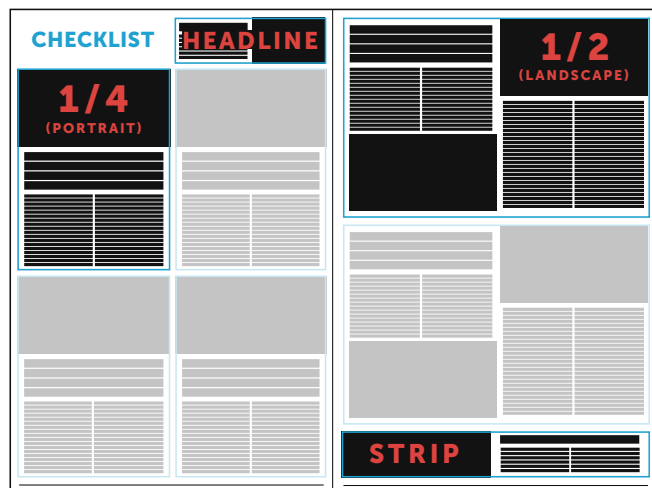 CHECKLIST
HEADLINE
1/4
(PORTRAIT)
1/2
(LANDSCAPE)
STRIP